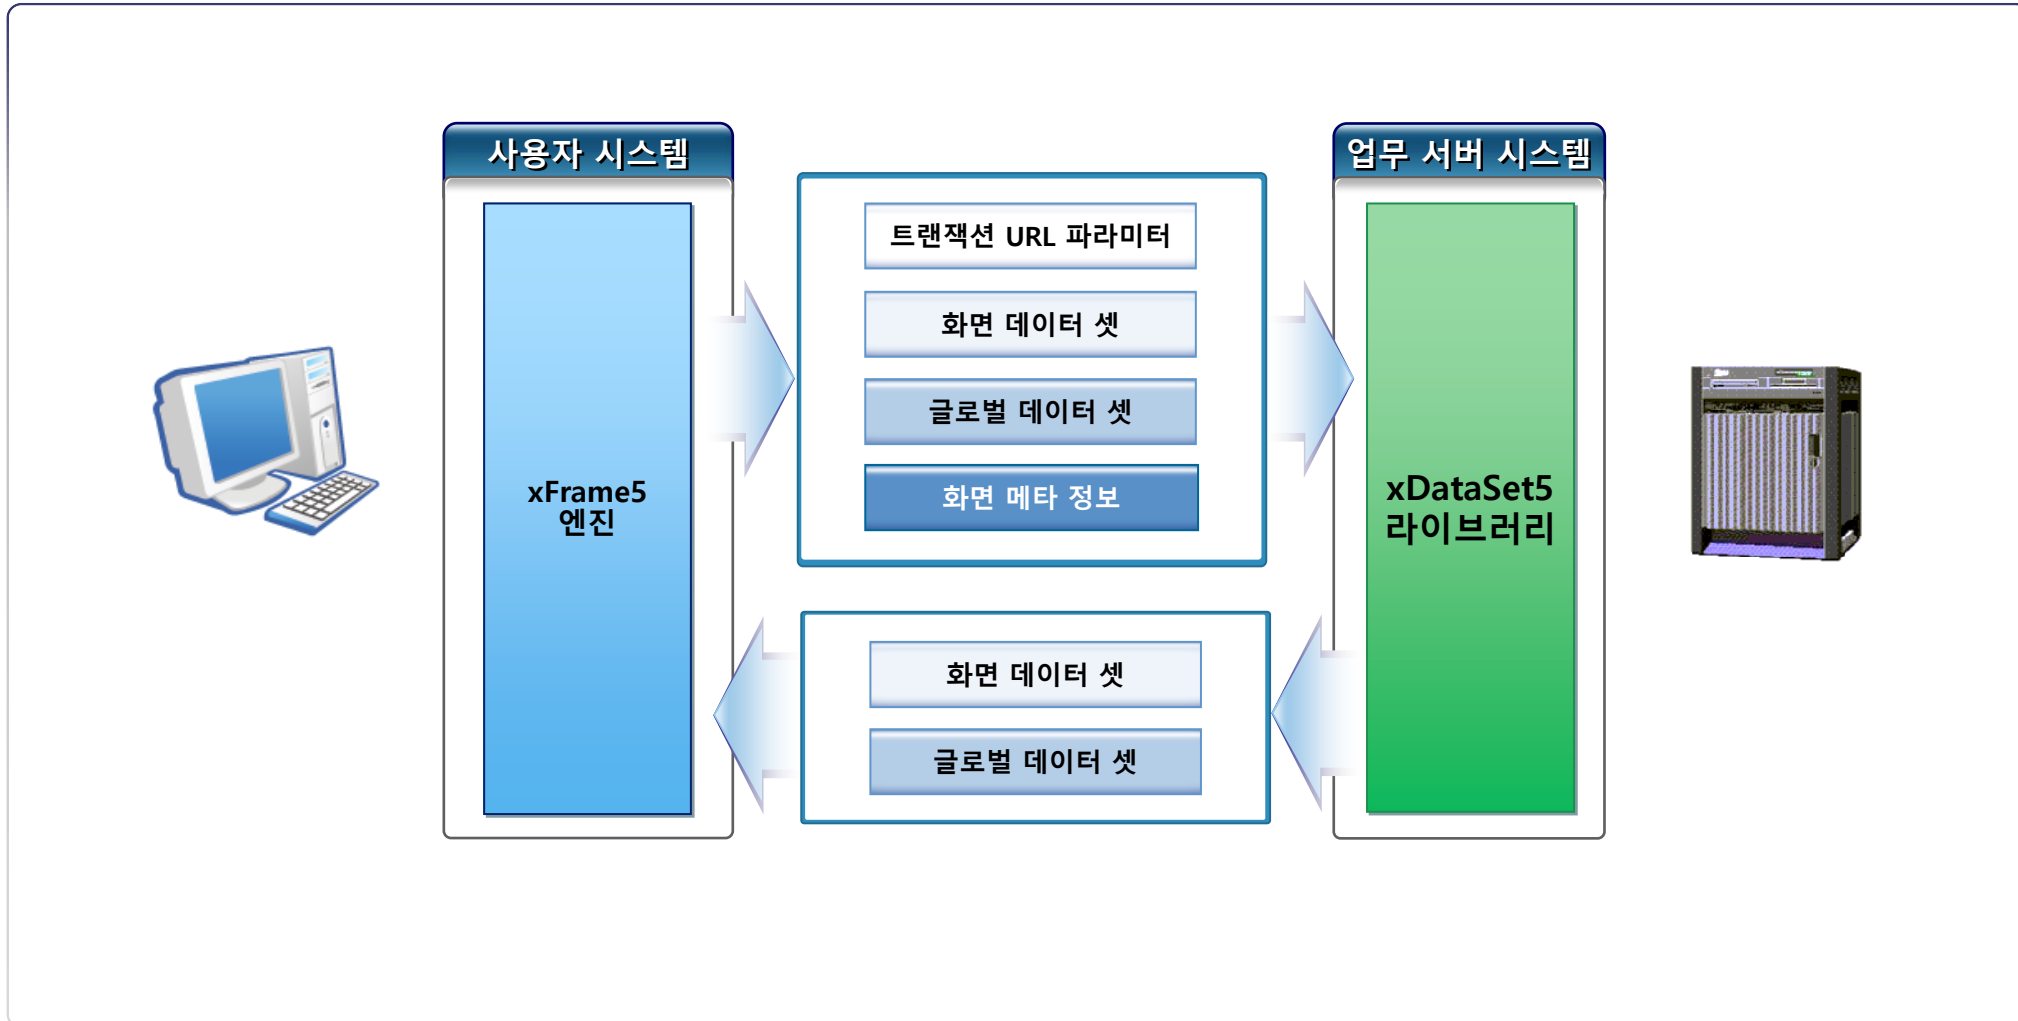 사용자 시스템
xFrame5
엔진
트랜잭션 URL 파라미터
화면 데이터 셋
글로벌 데이터 셋
화면 메타 정보
화면 데이터 셋
글로벌 데이터 셋
업무 서버 시스템
xDataSet5
라이브러리